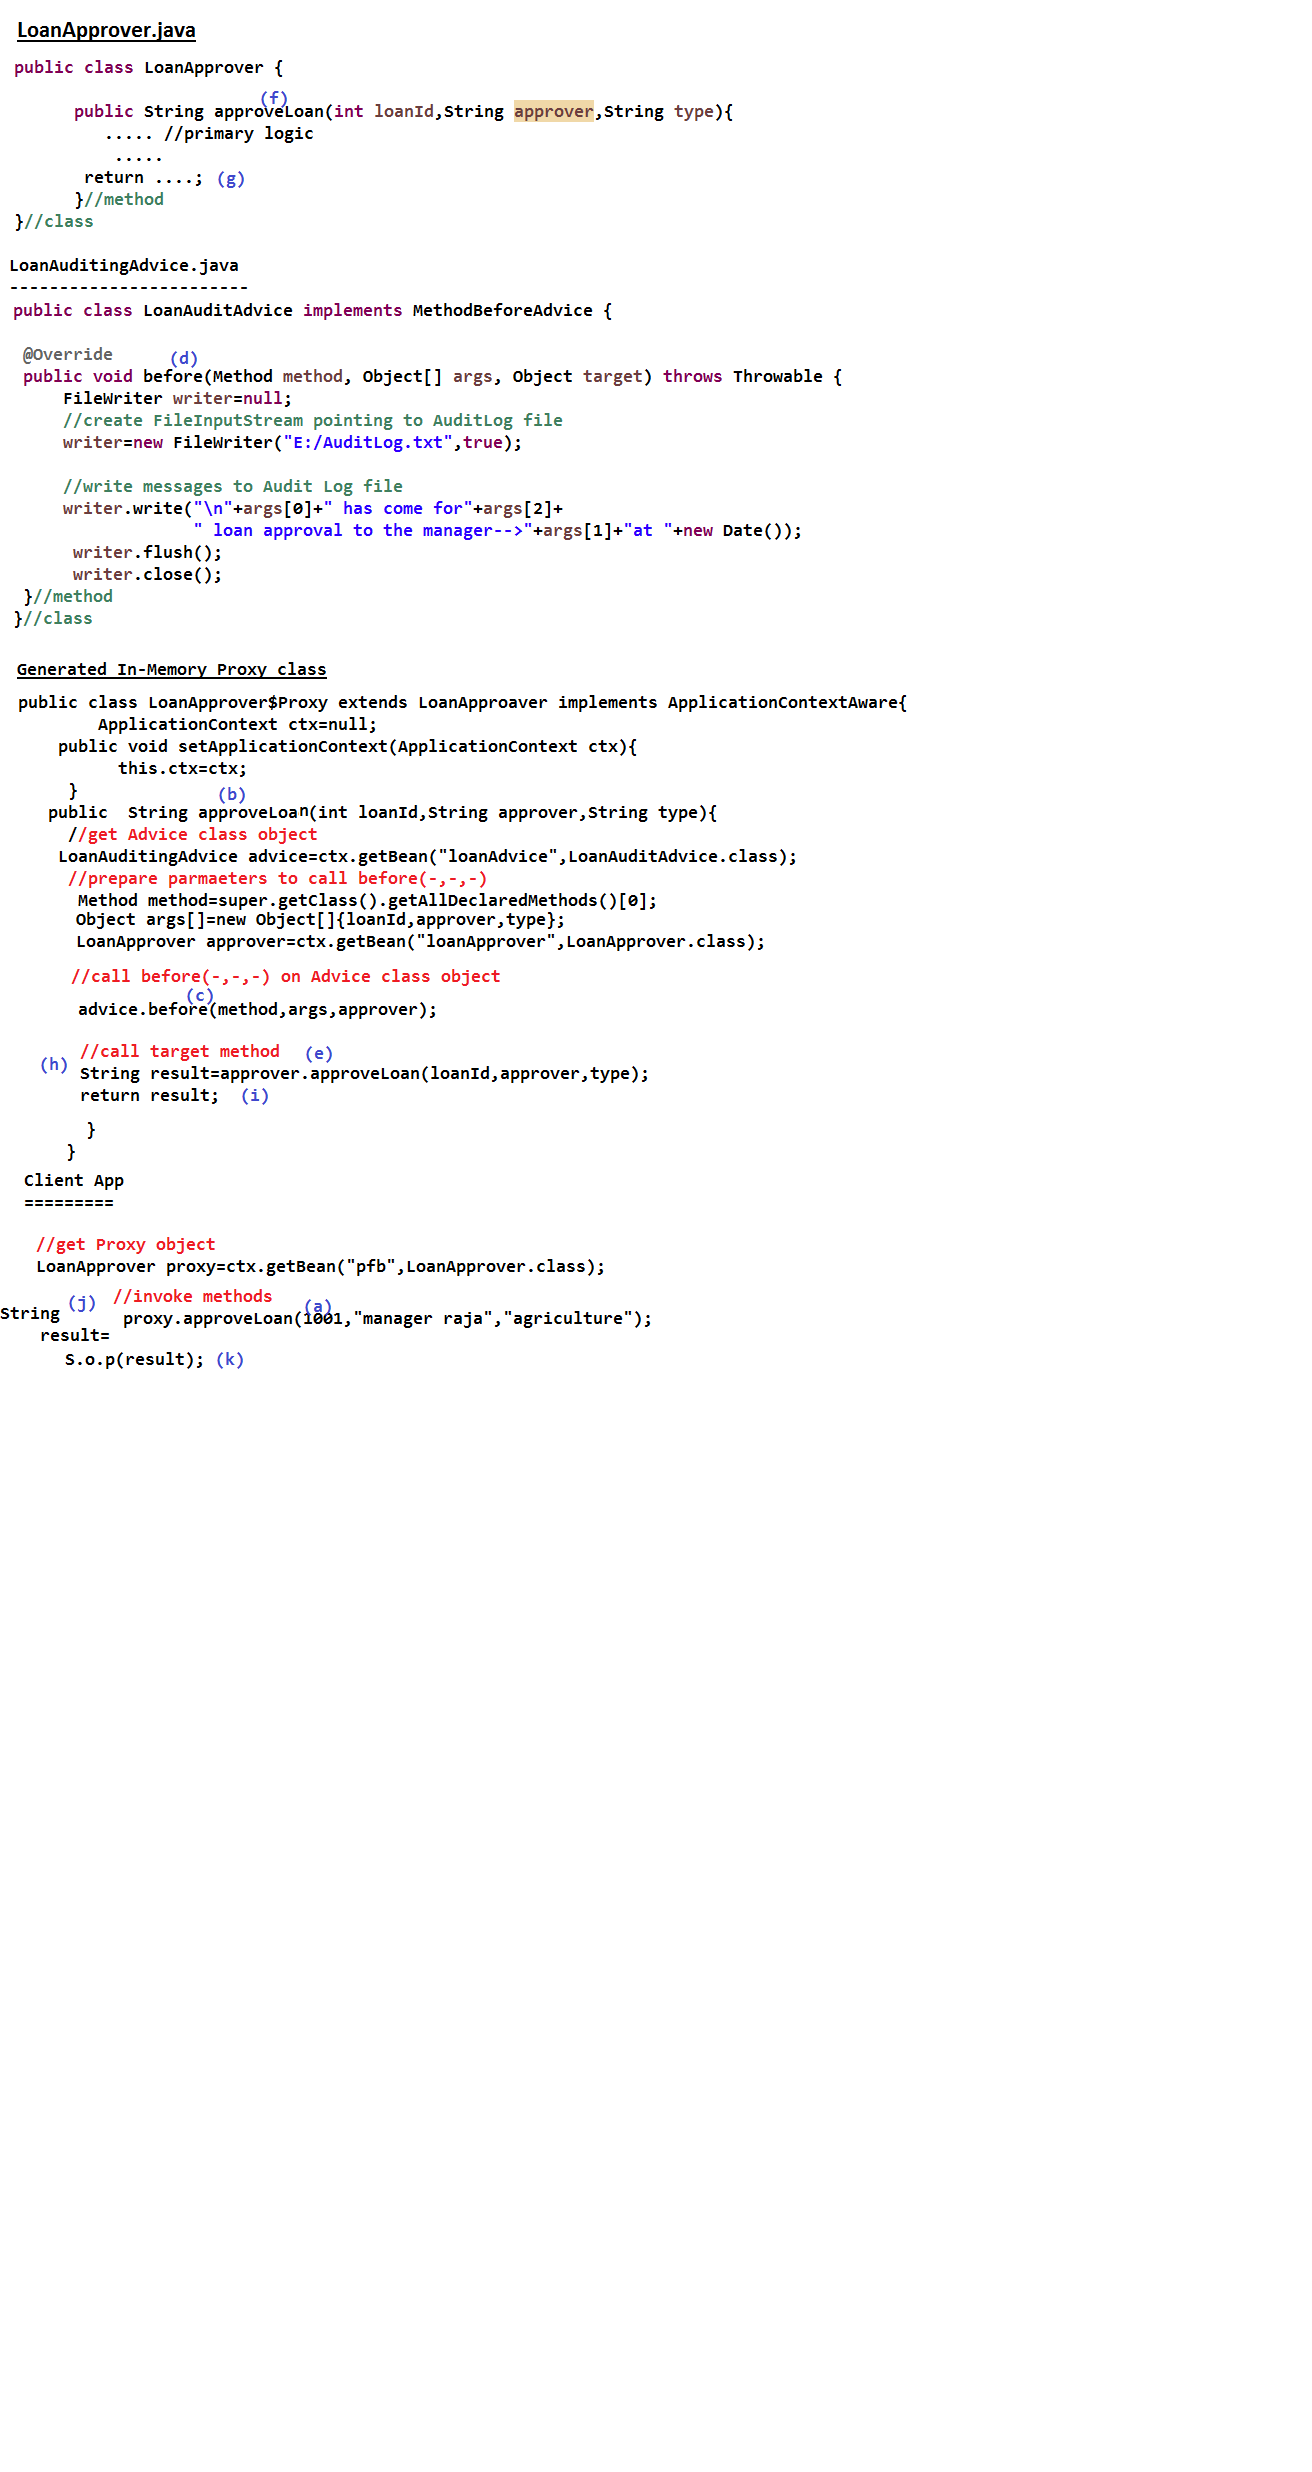 LoanApprover.java
public class LoanApprover {
(f)
public String approveLoan(int loanId,String approver,String type){
..... //primary logic
.....
return ....; (g)
}//method
}//class
LoanAuditingAdvice.java
------------------------
public class LoanAuditAdvice implements MethodBeforeAdvice {
@Override (d)
public void before(Method method, Object[] args, Object target) throws Throwable {
FileWriter writer=null;
//create FileInputStream pointing to AuditLog file
writer=new FileWriter("E:/AuditLog.txt",true);
//write messages to Audit Log file
writer.write("\n"+args[0]+" has come for"+args[2]+
" loan approval to the manager-->"+args[1]+"at "+new Date());
writer.flush();
writer.close();
}//method
}//class
Generated In-Memory Proxy class
public class LoanApprover$Proxy extends LoanApproaver implements ApplicationContextAware{
ApplicationContext ctx=null;
public void setApplicationContext(ApplicationContext ctx){
this.ctx=ctx;
} (b)
public  String approveLoan(int loanId,String approver,String type){
//get Advice class object
LoanAuditingAdvice advice=ctx.getBean("loanAdvice",LoanAuditAdvice.class);
//prepare parmaeters to call before(-,-,-)
Method method=super.getClass().getAllDeclaredMethods()[0];
Object args[]=new Object[]{loanId,approver,type};
LoanApprover approver=ctx.getBean("loanApprover",LoanApprover.class);
//call before(-,-,-) on Advice class object
(c)
advice.before(method,args,approver);
//call target method (e)
(h) String result=approver.approveLoan(loanId,approver,type);
return result; (i)
}
}
Client App
=========
//get Proxy object
LoanApprover proxy=ctx.getBean("pfb",LoanApprover.class);
(j) //invoke methods (a)
String proxy.approveLoan(1001,"manager raja","agriculture");
result=
S.o.p(result); (k)